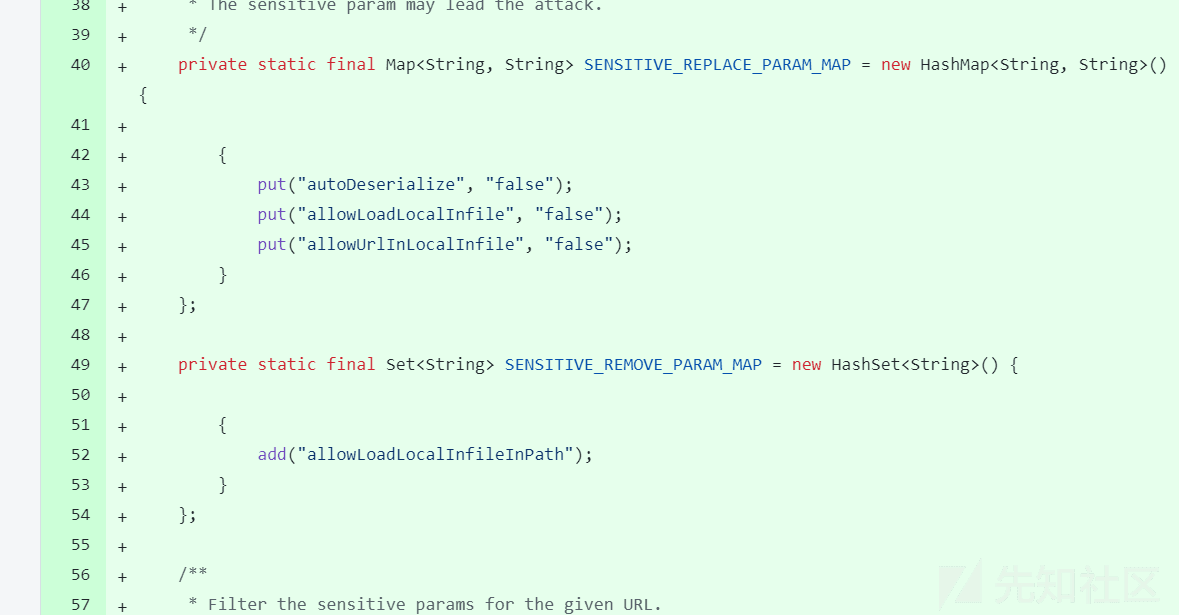 38 + * The sensitive param may lead the attack.
39 + */
40 + private static final Map<String, String> SENSITIVE_REPLACE_PARAM_MAP = new HashMap<String, String>()
{
41 +
42 + {
43 + put("autoDeserialize", "false");
44 + put("allowLoadLocalInfile", "false");
45 + put("allowUrlInLocalInfile", "false");
46 + }
47 + };
48 +
49 + private static final Set<String> SENSITIVE_REMOVE_PARAM_MAP = new HashSet<String>() {
50 +
51 + {
52 + add("allowLoadLocalInfileInPath");
53 + }
54 + };
55 +
56 + /**
57 + * Filter the sensitive params for the given URL.
先知社区